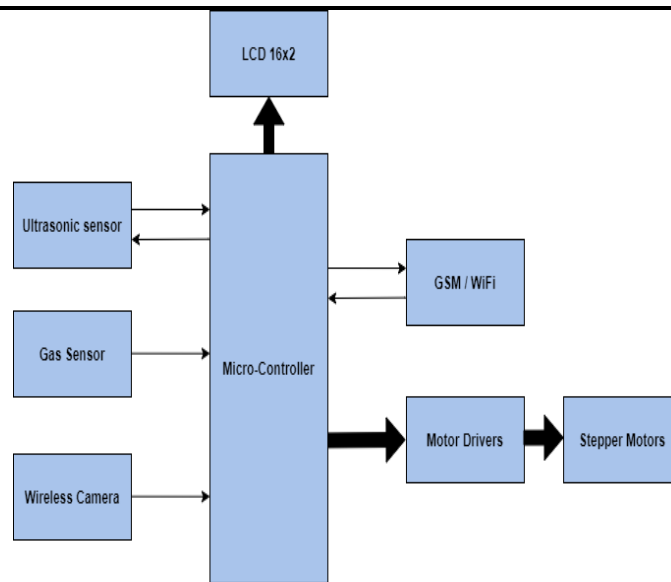 LCD 16x2
Ultrasonic sensor
GSM / WiFi
Gas Sensor
Micro-Controller
Motor Drivers
Stepper Motors
Wireless Camera